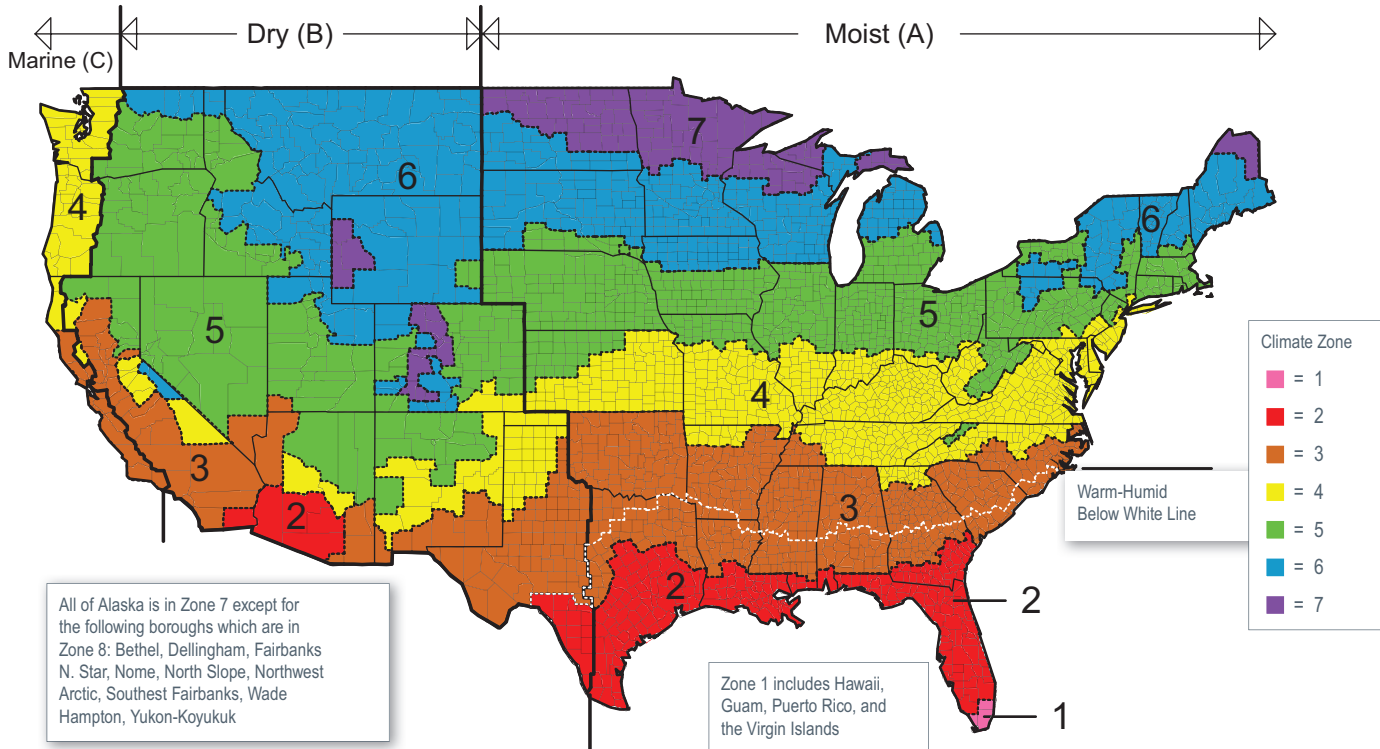 Marine (C)
Dry (B)
Moist (A)
7
6
4
6
5
5
4
3
3
2
2
2
1
Climate Zone
= 1
= 2
= 3
= 4
= 5
= 6
= 7
Warm-Humid
Below White Line
All of Alaska is in Zone 7 except for
the following boroughs which are in
Zone 8: Bethel, Dellingham, Fairbanks
N. Star, Nome, North Slope, Northwest
Arctic, Southest Fairbanks, Wade
Hampton, Yukon-Koyukuk
Zone 1 includes Hawaii,
Guam, Puerto Rico, and
the Virgin Islands